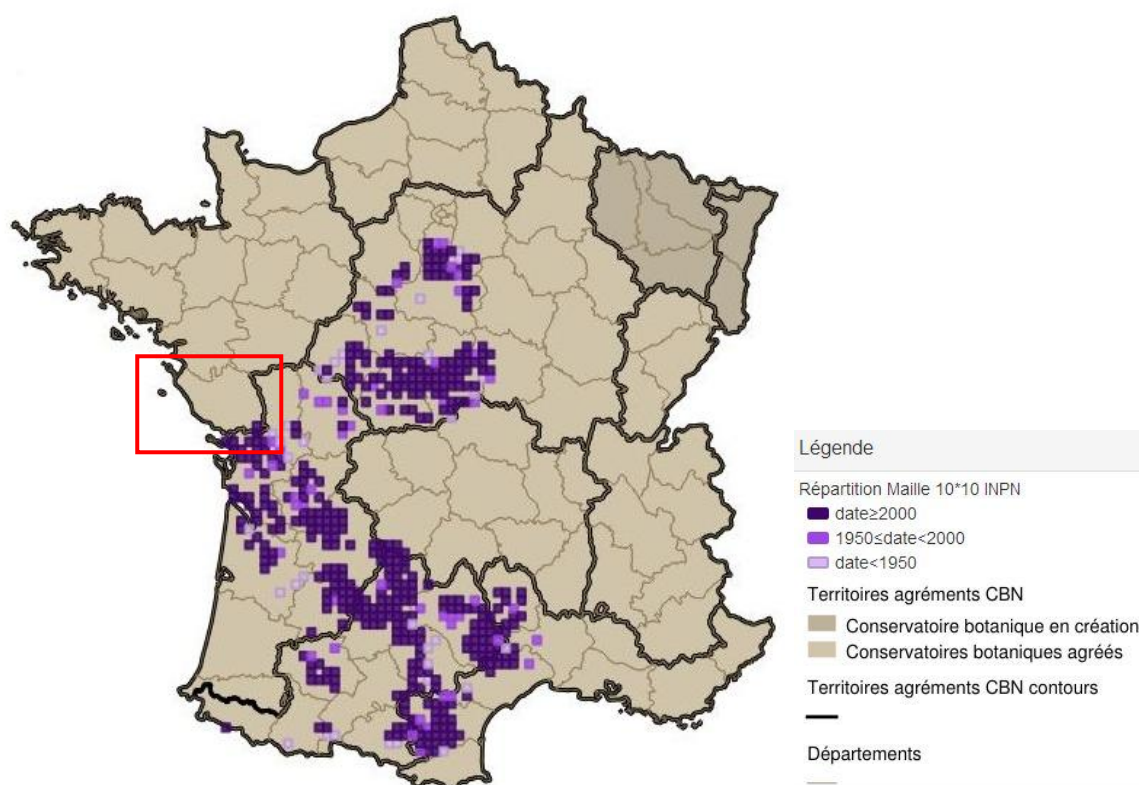 Légende
Répartition Maille 10*10 INPN
date≥2000
1950≤date<2000
date<1950
Territoires agréments CBN
Conservatoire botanique en création
Conservatoires botaniques agréés
Territoires agréments CBN contours
Départements